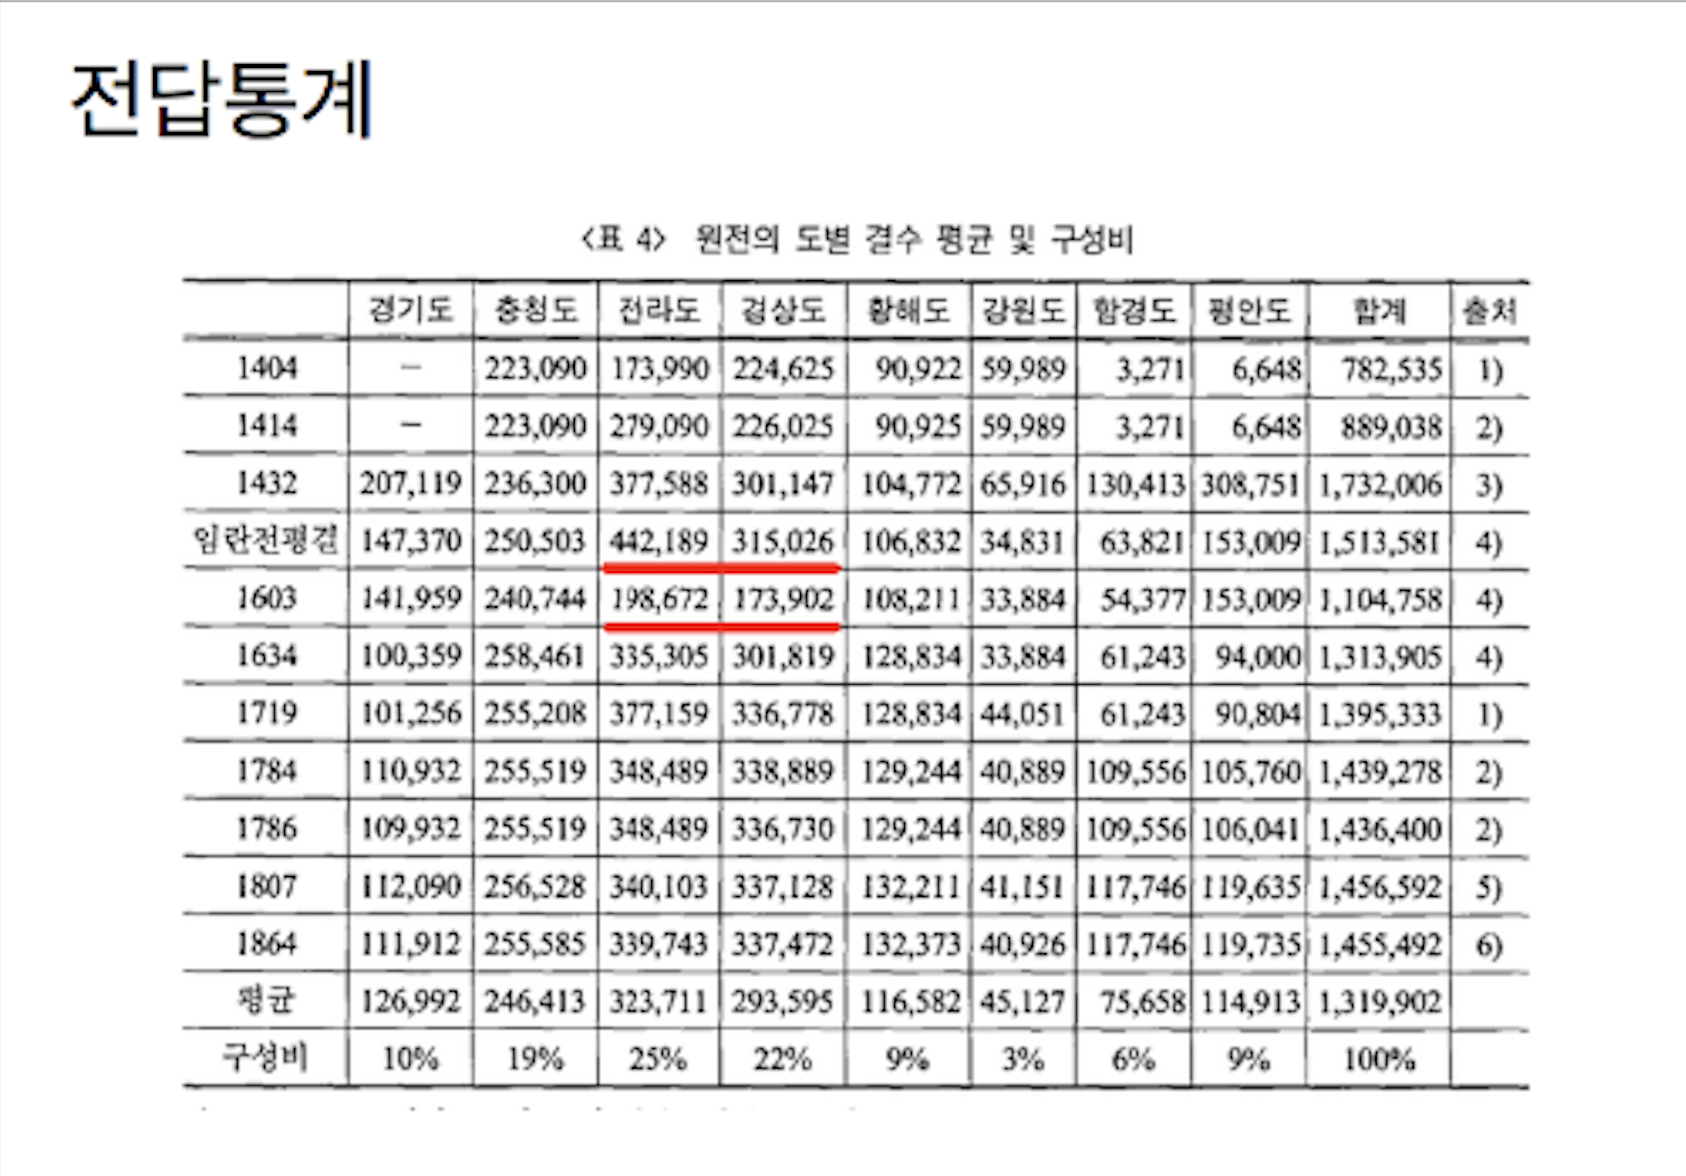 전답통계
<표 4> 원전의 도별 결수 평균 및 구성비
경기도 충청도 전라도 경상도 황해도 강원도 함경도 평안도 합계 출처
1404 – 223,090 173,990 224,625 90,922 59,989 3,271 6,648 782,535 1)
1414 – 223,090 279,090 226,025 90,925 59,989 3,271 6,648 889,038 2)
1432 207,119 236,300 377,588 301,147 104,772 65,916 130,413 308,751 1,732,006 3)
임란전평결 147,370 250,503 442,189 315,026 106,832 34,831 63,821 153,009 1,513,581 4)
1603 141,959 240,744 198,672 173,902 108,211 33,884 54,377 153,009 1,104,758 4)
1634 100,359 258,461 335,305 301,819 128,834 33,884 61,243 94,000 1,313,905 4)
1719 101,256 255,208 377,159 336,778 128,834 44,051 61,243 90,804 1,395,333 1)
1784 110,932 255,519 348,489 338,889 129,244 40,889 109,556 105,760 1,439,278 2)
1786 109,932 255,519 348,489 336,730 129,244 40,889 109,556 106,041 1,436,400 2)
1807 112,090 256,528 340,103 337,128 132,211 41,151 117,746 119,635 1,456,592 5)
1864 111,912 255,585 339,743 337,472 132,373 40,926 117,746 119,735 1,455,492 6)
평균 126,992 246,413 323,711 293,595 116,582 45,127 75,658 114,913 1,319,902
구성비 10% 19% 25% 22% 9% 3% 6% 9% 100%